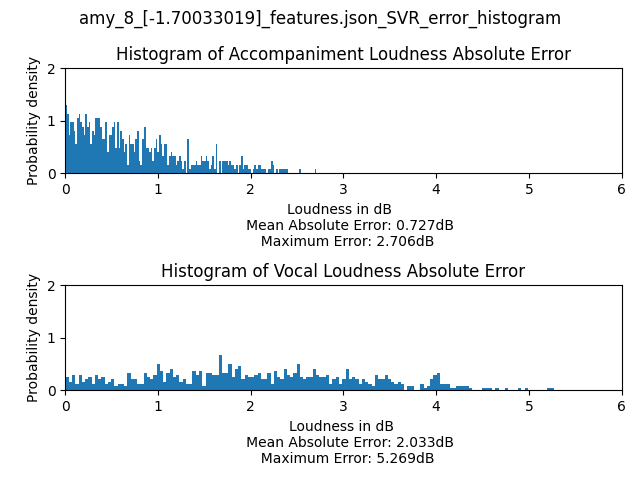 amy_8_[-1.70033019]_features.json_SVR_error_histogram
Histogram of Accompaniment Loudness Absolute Error
Probability density
2
1
0
0 1 2 3 4 5 6
Loudness in dB
Mean Absolute Error: 0.727dB
Maximum Error: 2.706dB
Histogram of Vocal Loudness Absolute Error
Probability density
2
1
0
0 1 2 3 4 5 6
Loudness in dB
Mean Absolute Error: 2.033dB
Maximum Error: 5.269dB